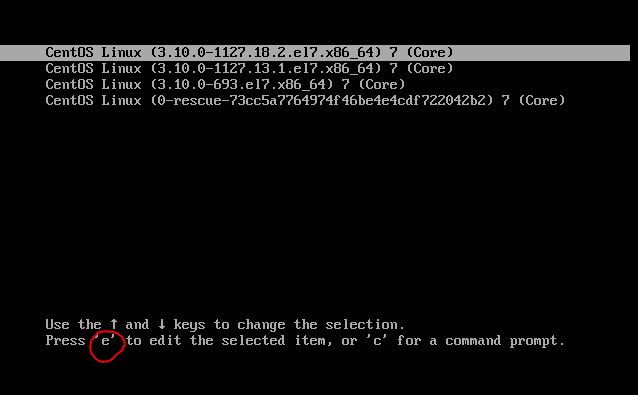 CentOS Linux (3.10.0-1127.18.2.el7.x86_64) 7 (Core)
CentOS Linux (3.10.0-1127.13.1.el7.x86_64) 7 (Core)
CentOS Linux (3.10.0-693.el7.x86_64) 7 (Core)
CentOS Linux (0-rescue-73cc5a7764974f46be4e4cdf722042b2) 7 (Core)
Use the ↑ and ↓ keys to change the selection.
Press 'e' to edit the selected item, or 'c' for a command prompt.